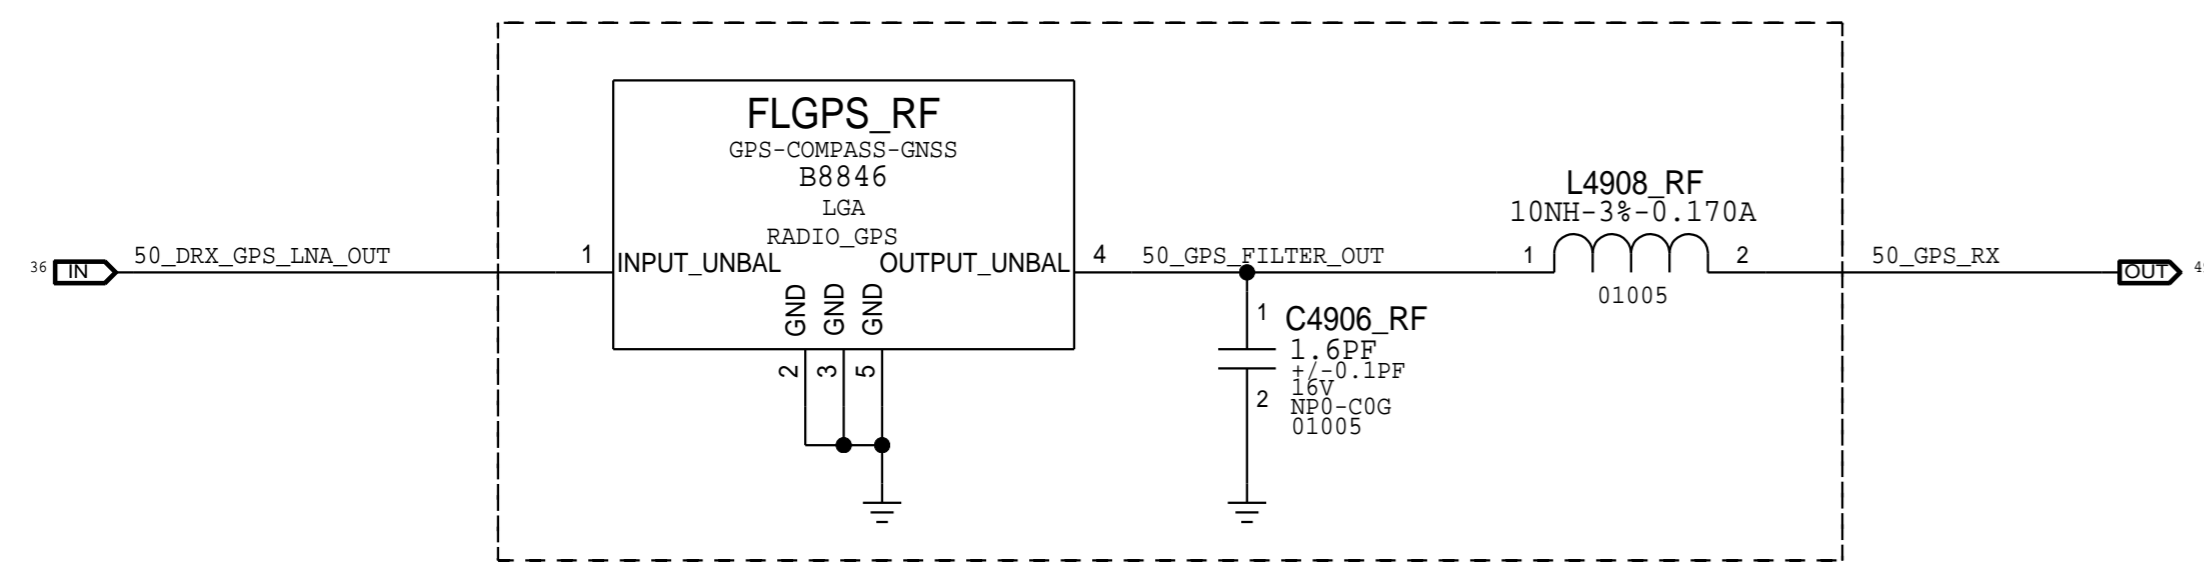 FLGPS_RF
GPS-COMPASS-GNSS
B8846
LGA
RADIO_GPS
36 IN 50_DRX_GPS_LNA_OUT 1 INPUT_UNBAL OUTPUT_UNBAL 4 50_GPS_FILTER_OUT
GND GND GND
2 3 5
L4908_RF
10NH-3%-0.170A
1 2
01005
50_GPS_RX OUT
1 C4906_RF
1.6PF
+/-0.1PF
16V
2 NP0-C0G
01005